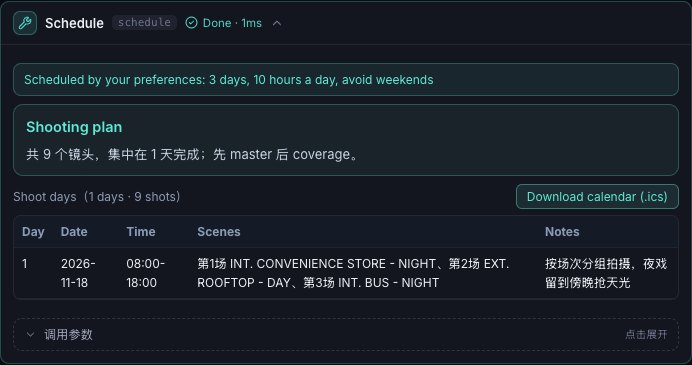 Schedule schedule Done · 1ms
Scheduled by your preferences: 3 days, 10 hours a day, avoid weekends
Shooting plan
共 9 个镜头，集中在 1 天完成；先 master 后 coverage。
Shoot days (1 days · 9 shots)
Download calendar (.ics)
Day Date Time Scenes Notes
1 2026-11-18 08:00-18:00 第1场 INT. CONVENIENCE STORE - NIGHT、第2场 EXT. ROOFTOP - DAY、第3场 INT. BUS - NIGHT 按场次分组拍摄，夜戏留到傍晚抢天光
调用参数 点击展开